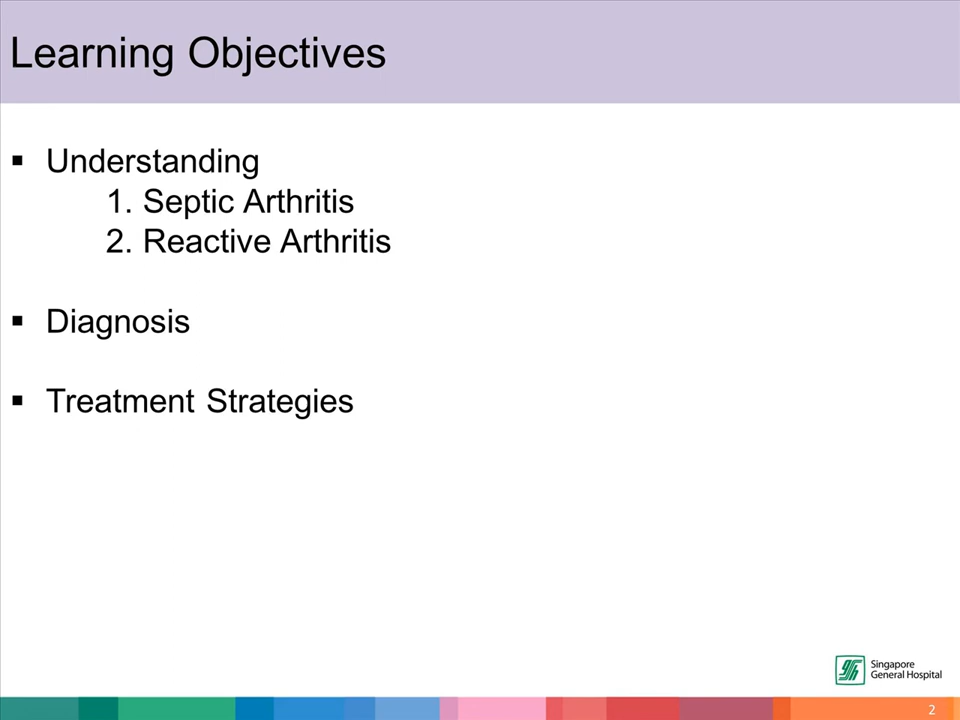 Learning Objectives
▪ Understanding
1. Septic Arthritis
2. Reactive Arthritis
▪ Diagnosis
▪ Treatment Strategies
Singapore
General Hospital
2